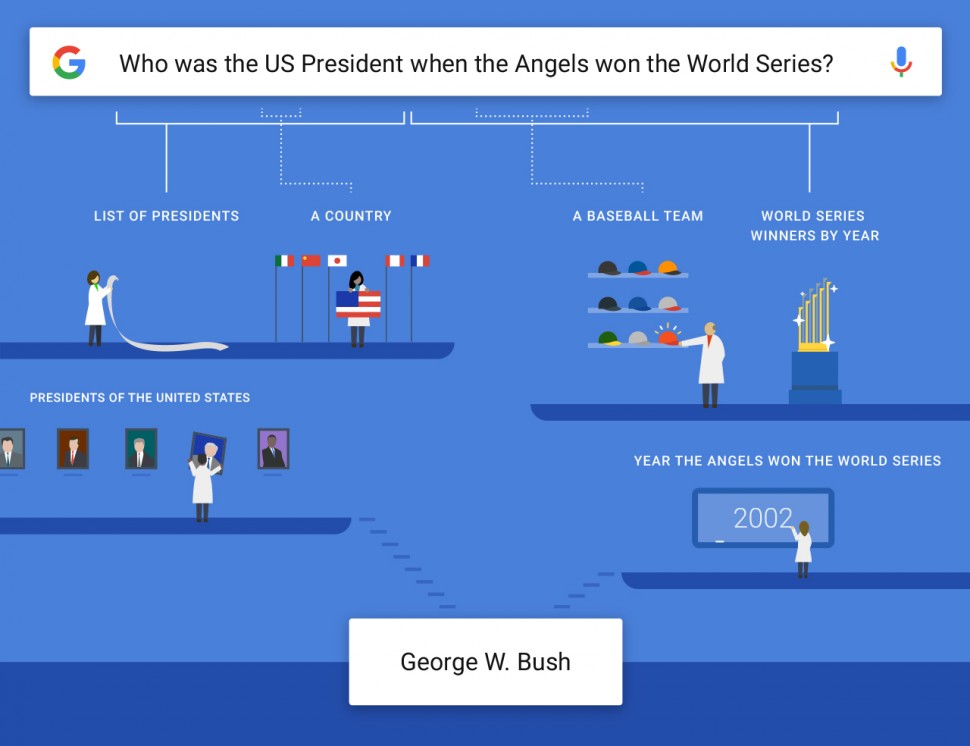 Who was the US President when the Angels won the World Series?
LIST OF PRESIDENTS
A COUNTRY
A BASEBALL TEAM
WORLD SERIES
WINNERS BY YEAR
PRESIDENTS OF THE UNITED STATES
YEAR THE ANGELS WON THE WORLD SERIES
2002
George W. Bush